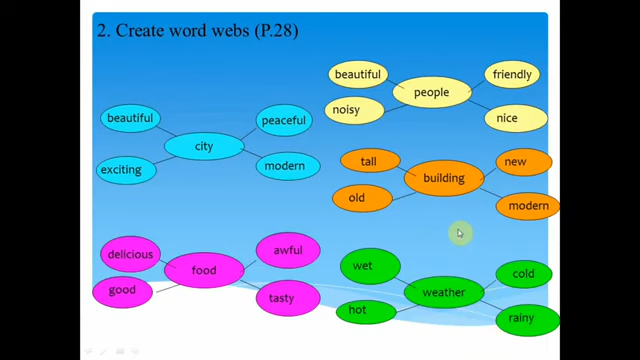 2. Create word webs (P.28)
beautiful
friendly
people
noisy
nice
beautiful
peaceful
city
exciting
modern
tall
new
building
old
modern
delicious
awful
food
good
tasty
wet
cold
weather
hot
rainy